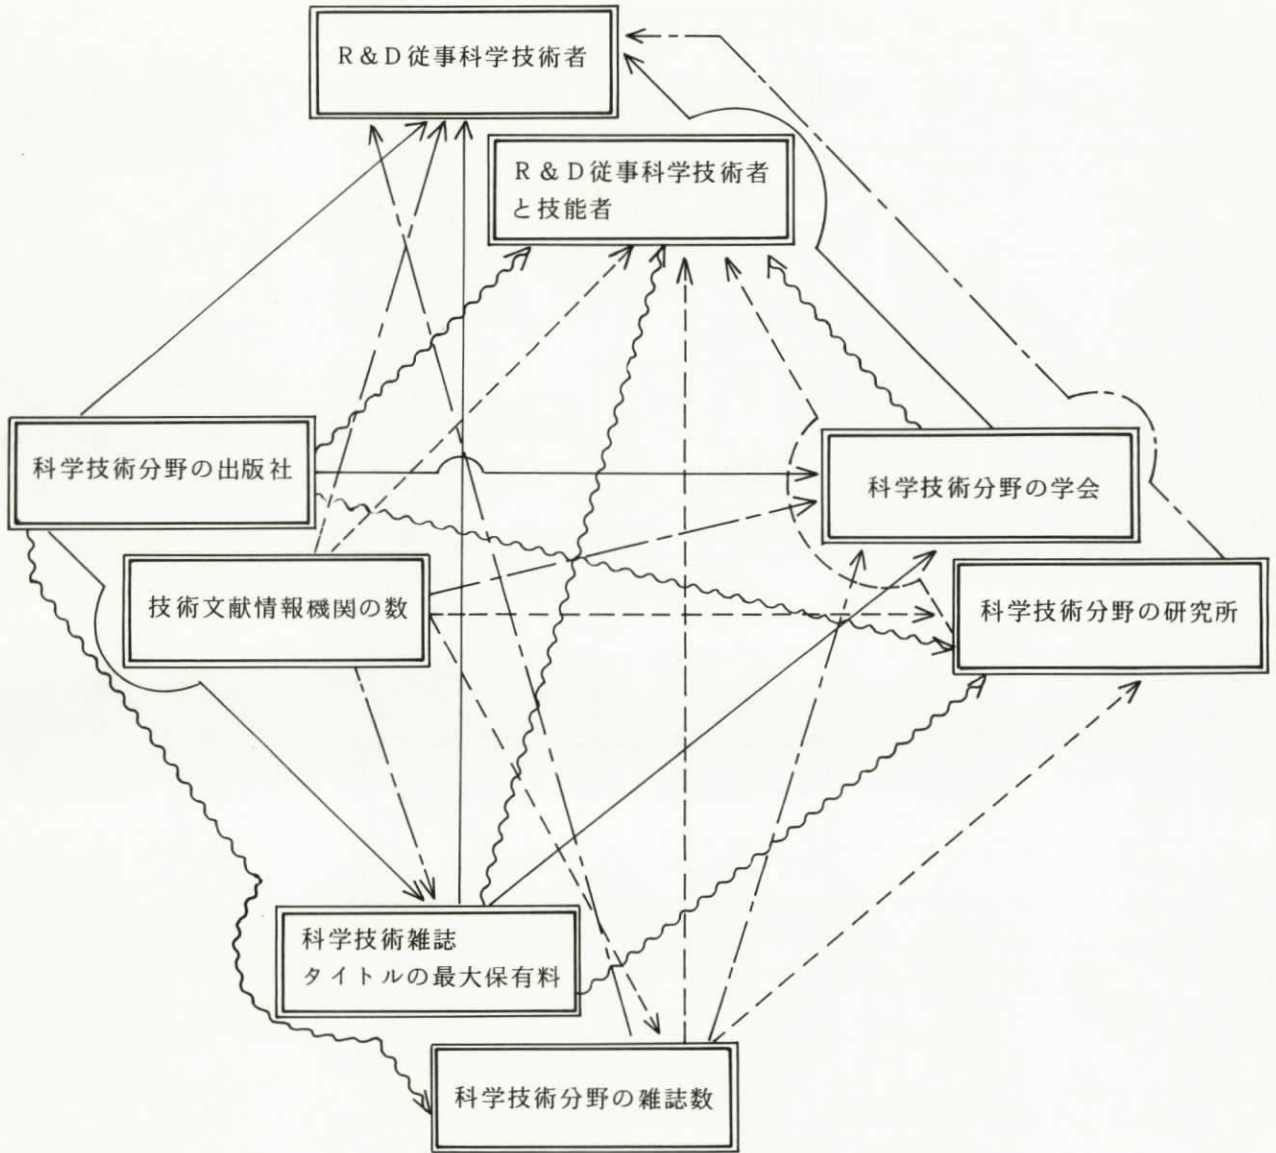 R&D従事科学技術者
R&D従事科学技術者
と技能者
科学技術分野の出版社
科学技術分野の学会
技術文献情報機関の数
科学技術分野の研究所
科学技術雑誌
タイトルの最大保有料
科学技術分野の雑誌数